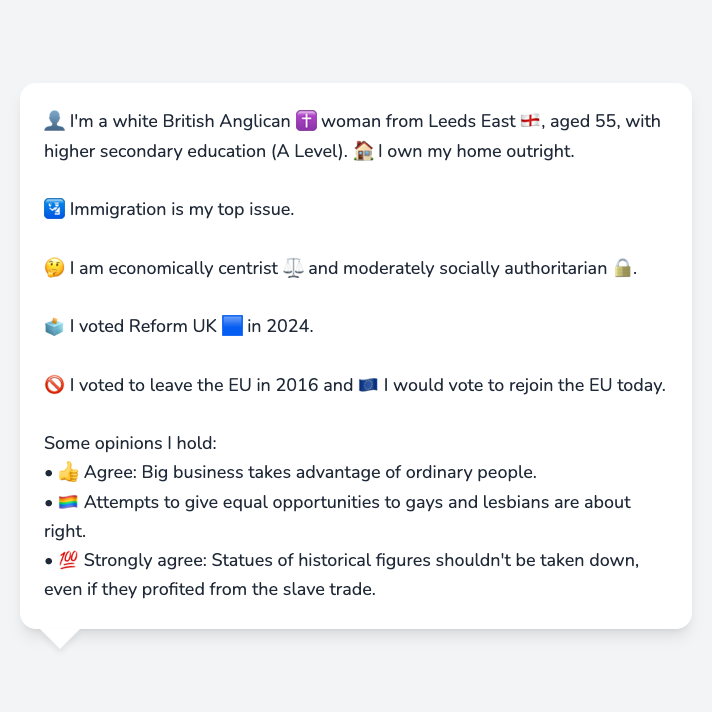 👤 I'm a white British Anglican ✝️ woman from Leeds East 🏴󠁧󠁢󠁥󠁮󠁧󠁿, aged 55, with
higher secondary education (A Level). 🏠 I own my home outright.
🛂 Immigration is my top issue.
🤔 I am economically centrist ⚖️ and moderately socially authoritarian 🔒.
🗳️ I voted Reform UK 🟦 in 2024.
🚫 I voted to leave the EU in 2016 and 🇪🇺 I would vote to rejoin the EU today.
Some opinions I hold:
• 👍 Agree: Big business takes advantage of ordinary people.
• 🏳️‍🌈 Attempts to give equal opportunities to gays and lesbians are about
right.
• 💯 Strongly agree: Statues of historical figures shouldn't be taken down,
even if they profited from the slave trade.